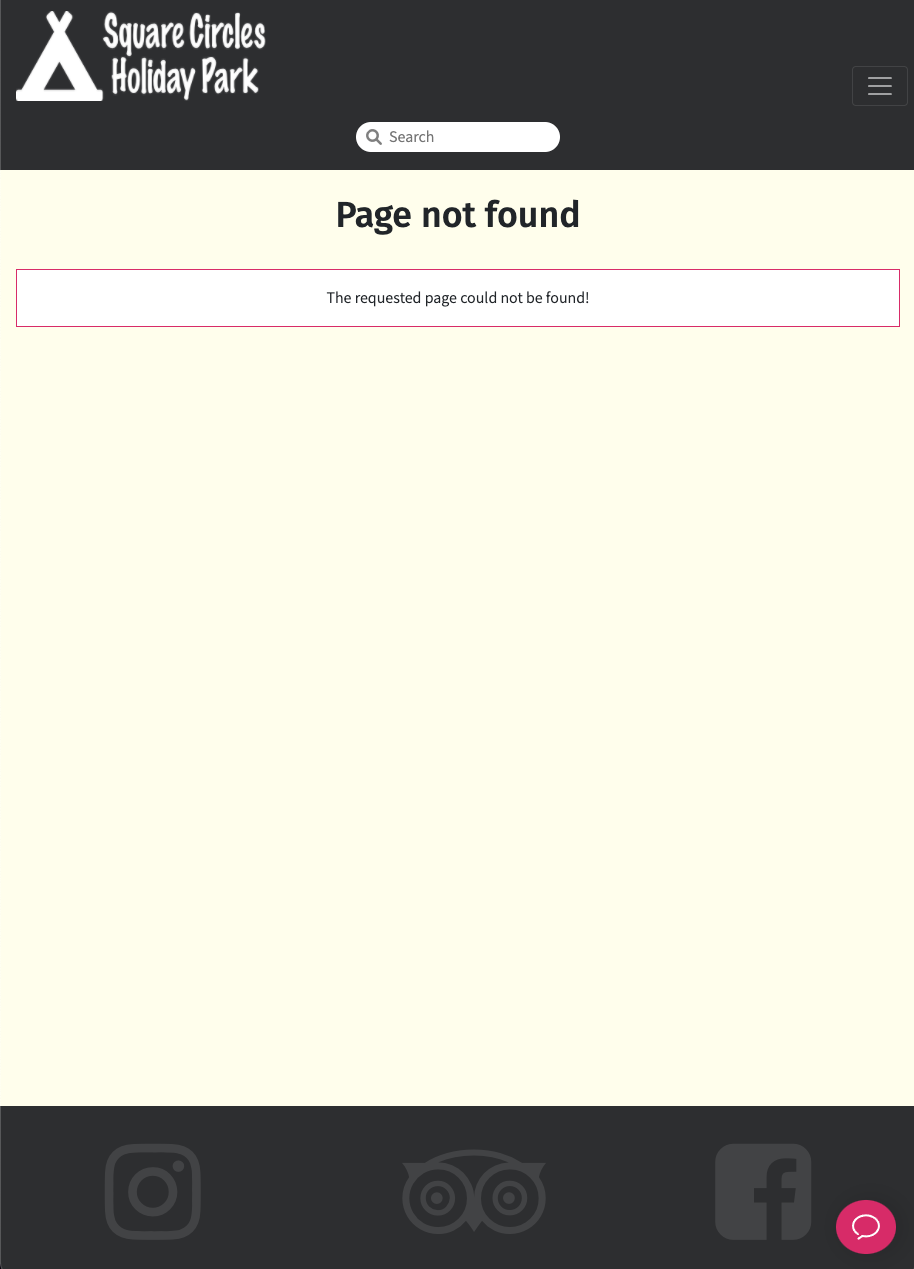 Square Circles
Holiday Park
Search
Page not found
The requested page could not be found!